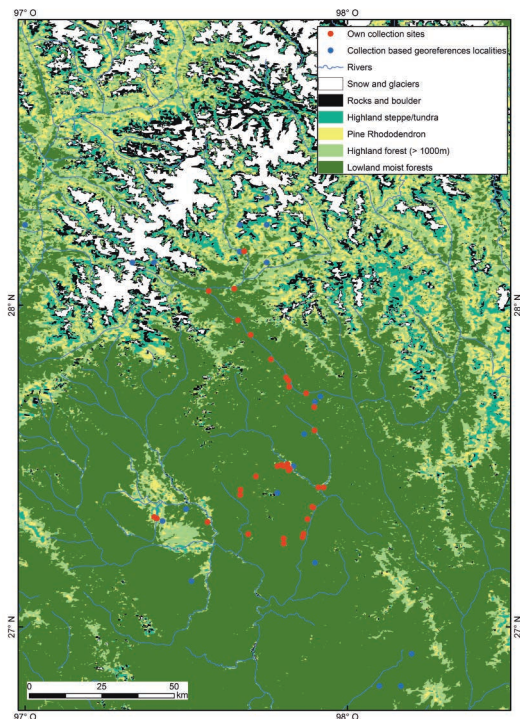 97° O
98° O
Own collection sites
Collection based georeferences localities
Rivers
Snow and glaciers
Rocks and boulder
Highland steppe/tundra
Pine Rhododendron
Highland forest (> 1000m)
Lowland moist forests
28° N
28° N
27° N
27° N
0 25 50
km
97° O
98° O